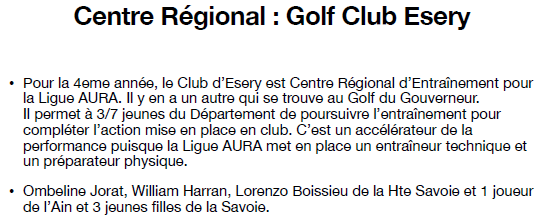 Centre Régional : Golf Club Esery
• Pour la 4eme année, le Club d'Esery est Centre Régional d'Entraînement pour
la Ligue AURA. Il y en a un autre qui se trouve au Golf du Gouverneur.
Il permet à 3/7 jeunes du Département de poursuivre l'entraînement pour
compléter l'action mise en place en club. C'est un accélérateur de la
performance puisque la Ligue AURA met en place un entraîneur technique et
un préparateur physique.
• Ombeline Jorat, William Harran, Lorenzo Boissieu de la Hte Savoie et 1 joueur
de l'Ain et 3 jeunes filles de la Savoie.